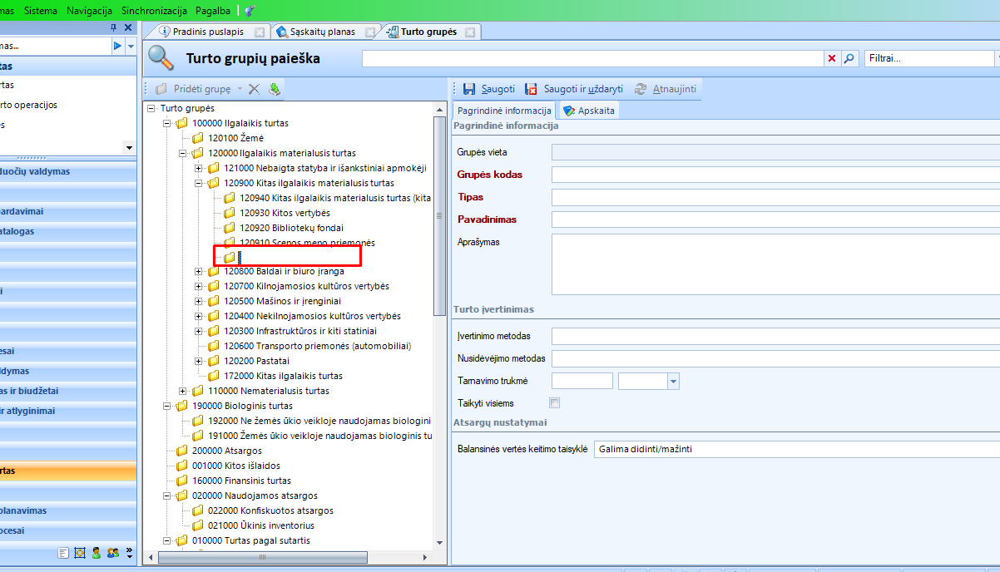 mas Sistema Navigacija Sinchronizacija Pagalba
mas...
tas
rtas
rto operacijos
s
duočių valdymas
ardavimai
atalogas
i
esai
ldymas
as ir biudžetai
ir atlyginimai
rtas
planavimas
ocesai
Pradinis puslapis
Sąskaitų planas
Turto grupės
Turto grupių paieška
Filtrai...
Pridėti grupę
Turto grupės
100000 Ilgalaikis turtas
120100 Žemė
120000 Ilgalaikis materialusis turtas
121000 Nebaigta statyba ir išankstiniai apmokėji
120900 Kitas ilgalaikis materialusis turtas
120940 Kitas ilgalaikis materialusis turtas (kita
120930 Kitos vertybės
120920 Bibliotekų fondai
120910 Scenos meno priemonės
120800 Baldai ir biuro įranga
120700 Kilnojamosios kultūros vertybės
120500 Mašinos ir įrenginiai
120400 Nekilnojamosios kultūros vertybės
120300 Infrastruktūros ir kiti statiniai
120600 Transporto priemonės (automobiliai)
120200 Pastatai
172000 Kitas ilgalaikis turtas
110000 Nematerialusis turtas
190000 Biologinis turtas
192000 Ne žemės ūkio veikloje naudojamas biologini
191000 Žemės ūkio veikloje naudojamas biologinis tu
200000 Atsargos
001000 Kitos išlaidos
160000 Finansinis turtas
020000 Naudojamos atsargos
022000 Konfiskuotos atsargos
021000 Ūkinis inventorius
010000 Turtas pagal sutartis
Saugoti Saugoti ir uždaryti Atnaujinti
Pagrindinė informacija Apskaita
Pagrindinė informacija
Grupės vieta
Grupės kodas
Tipas
Pavadinimas
Aprašymas
Turto įvertinimas
Įvertinimo metodas
Nusidėvėjimo metodas
Tarnavimo trukmė
Taikyti visiems
Atsargų nustatymai
Balansinės vertės keitimo taisyklė Galima didinti/mažinti